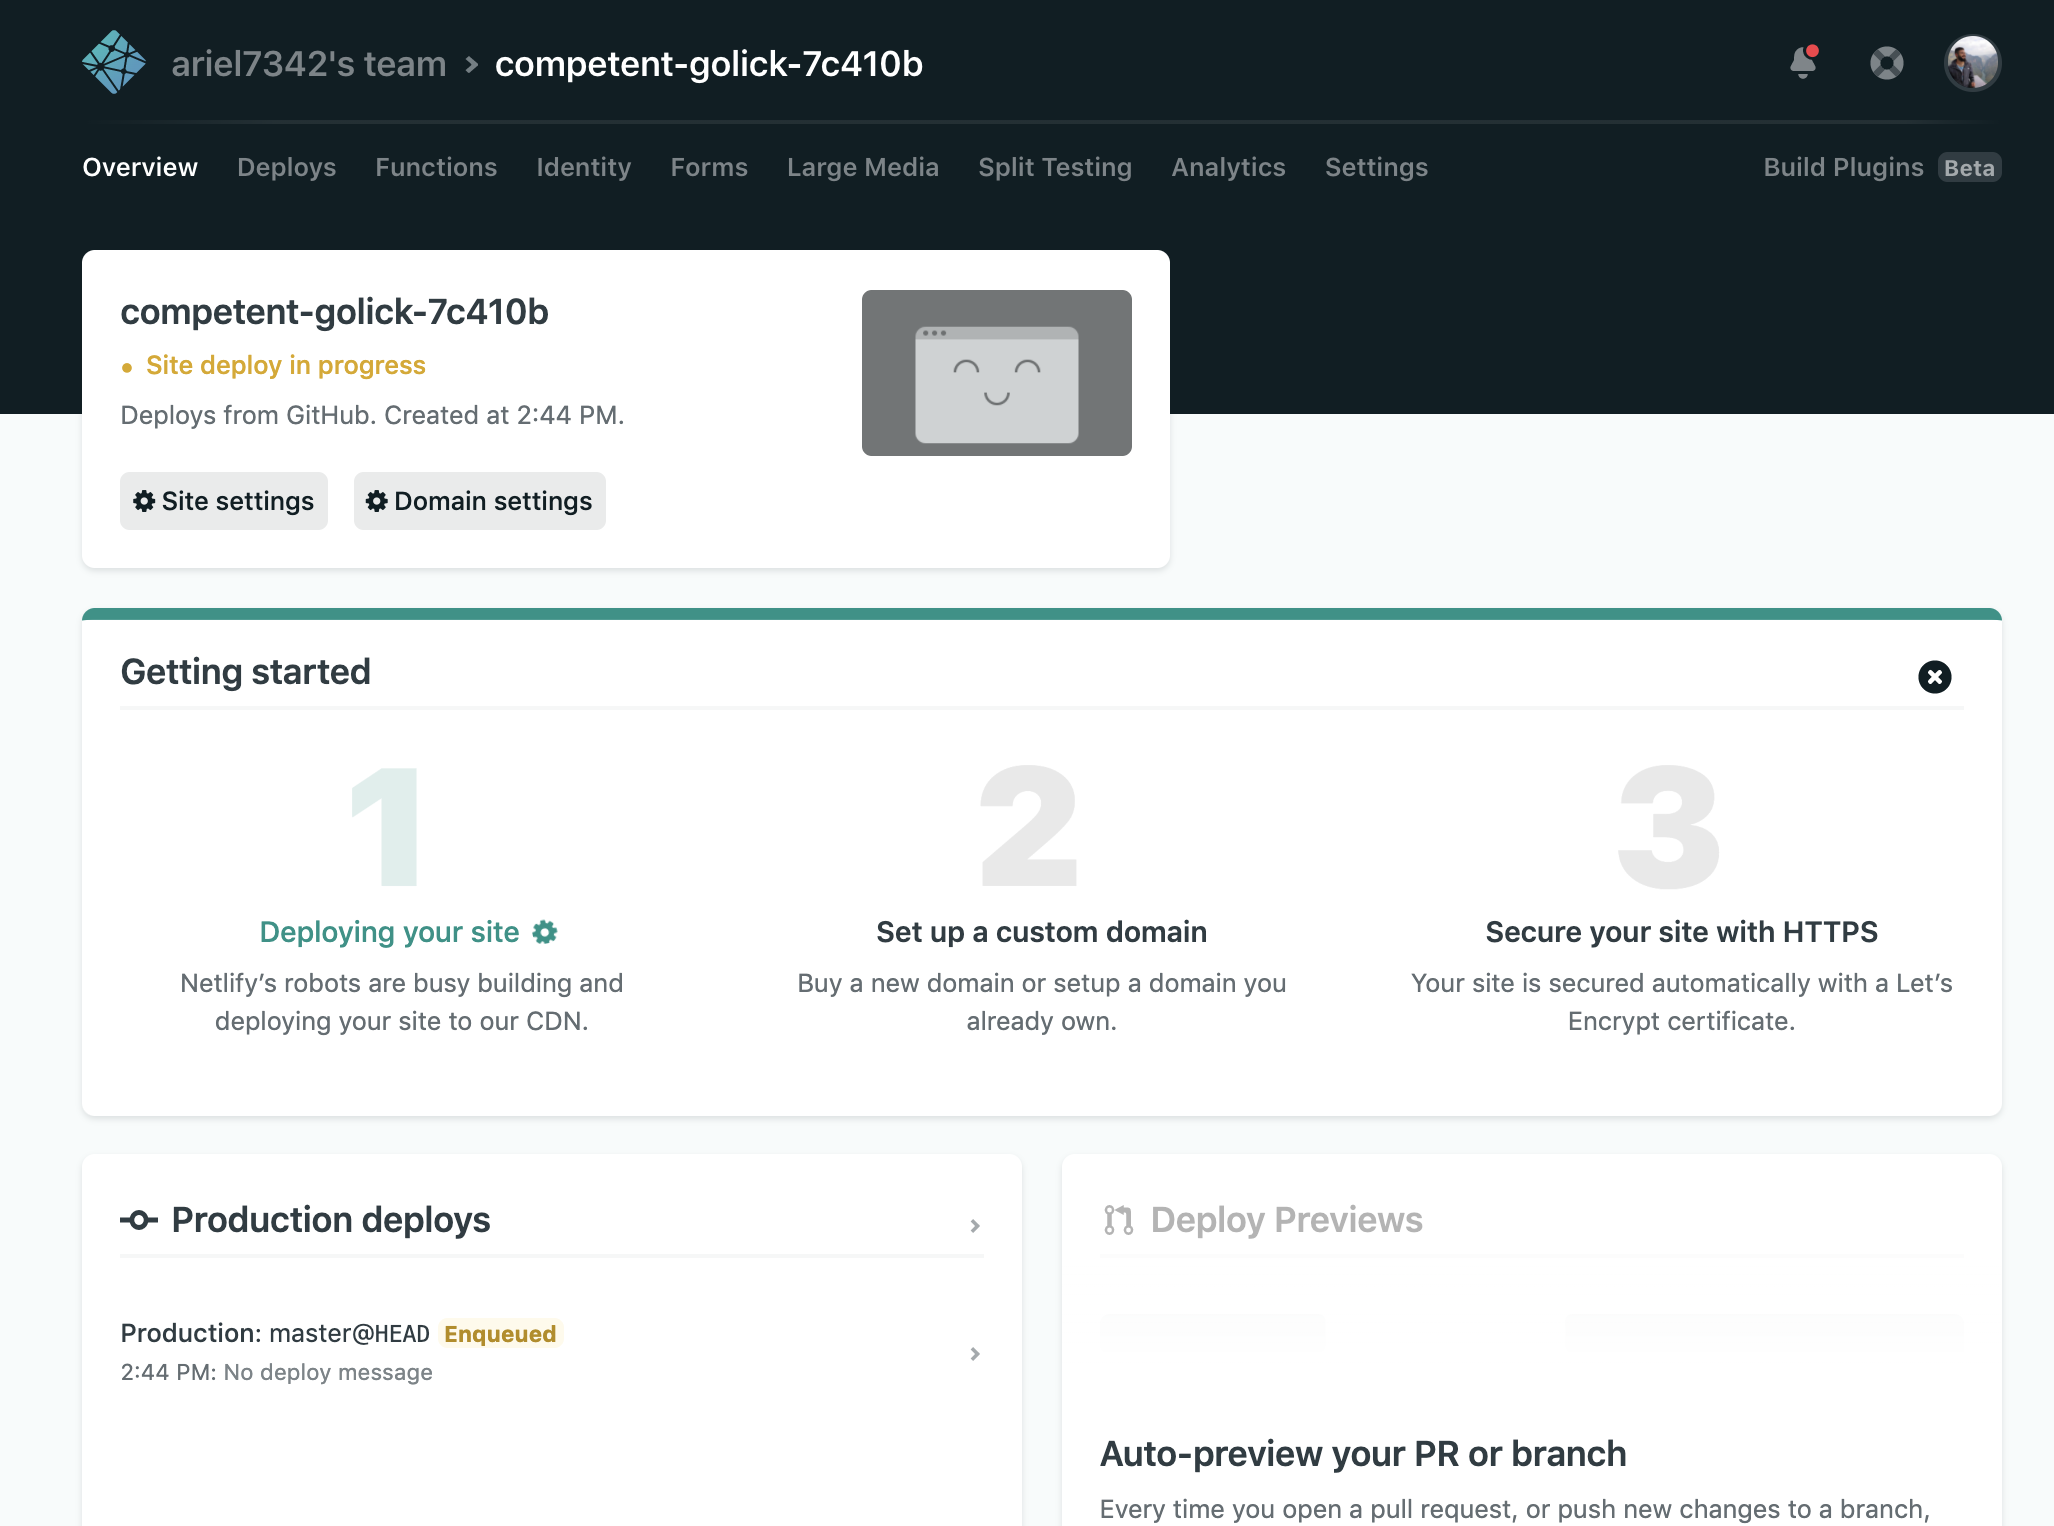 ariel7342's team > competent-golick-7c410b
Overview Deploys Functions Identity Forms Large Media Split Testing Analytics Settings Build Plugins Beta
competent-golick-7c410b
Site deploy in progress
Deploys from GitHub. Created at 2:44 PM.
Site settings Domain settings
Getting started
1
Deploying your site
Netlify’s robots are busy building and
deploying your site to our CDN.
2
Set up a custom domain
Buy a new domain or setup a domain you
already own.
3
Secure your site with HTTPS
Your site is secured automatically with a Let’s
Encrypt certificate.
Production deploys
Production: master@HEAD Enqueued
2:44 PM: No deploy message
Deploy Previews
Auto-preview your PR or branch
Every time you open a pull request, or push new changes to a branch,